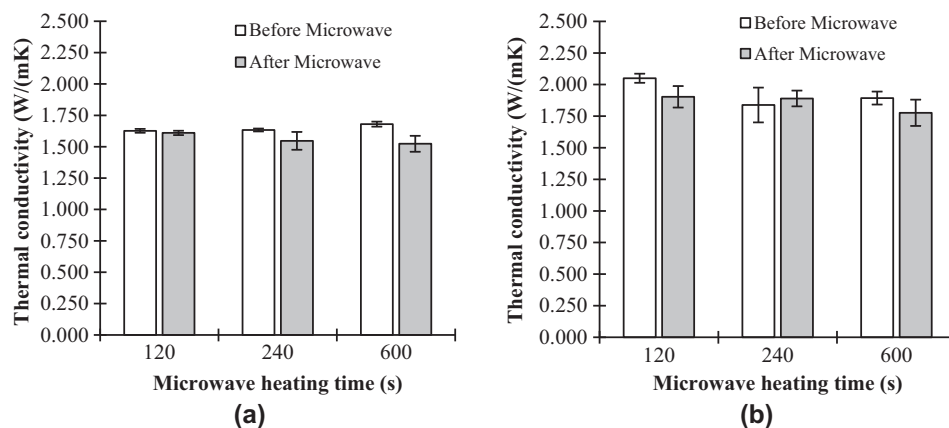 2.500
2.250
2.000
1.750
1.500
1.250
1.000
0.750
0.500
0.250
0.000
Thermal conductivity (W/(mK)
Before Microwave
After Microwave
120 240 600
Microwave heating time (s)
(a)
2.500
2.250
2.000
1.750
1.500
1.250
1.000
0.750
0.500
0.250
0.000
Thermal conductivity (W/(mK)
Before Microwave
After Microwave
120 240 600
Microwave heating time (s)
(b)